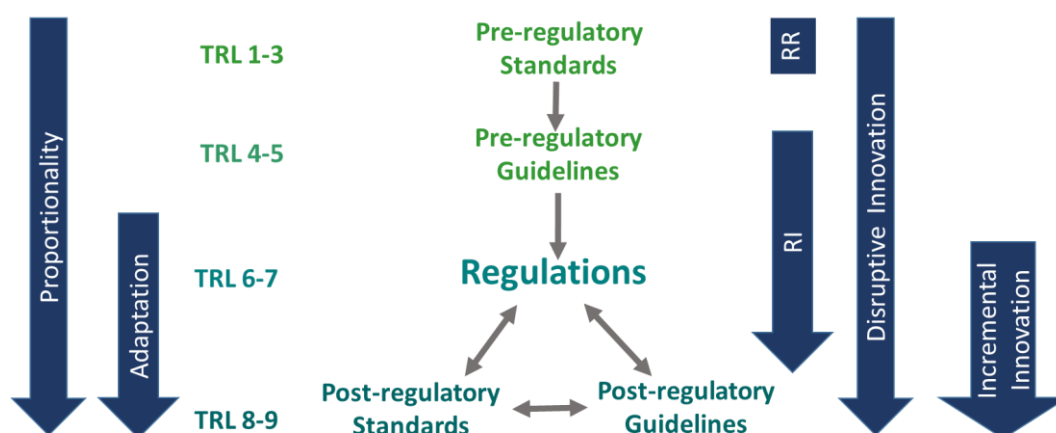 Proportionality
Adaptation
TRL 1-3
TRL 4-5
TRL 6-7
TRL 8-9
Pre-regulatory
Standards
Pre-regulatory
Guidelines
Regulations
Post-regulatory
Standards
Post-regulatory
Guidelines
RR
RI
Disruptive Innovation
Incremental
Innovation